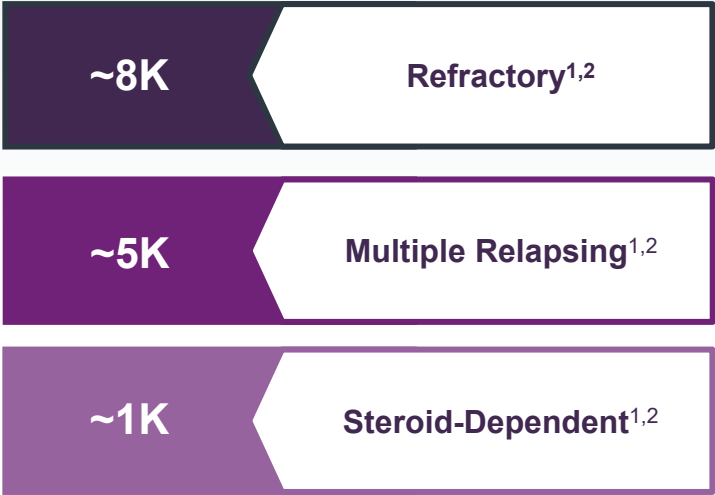 ~8K
Refractory1,2
~5K
Multiple Relapsing1,2
~1K
Steroid-Dependent1,2